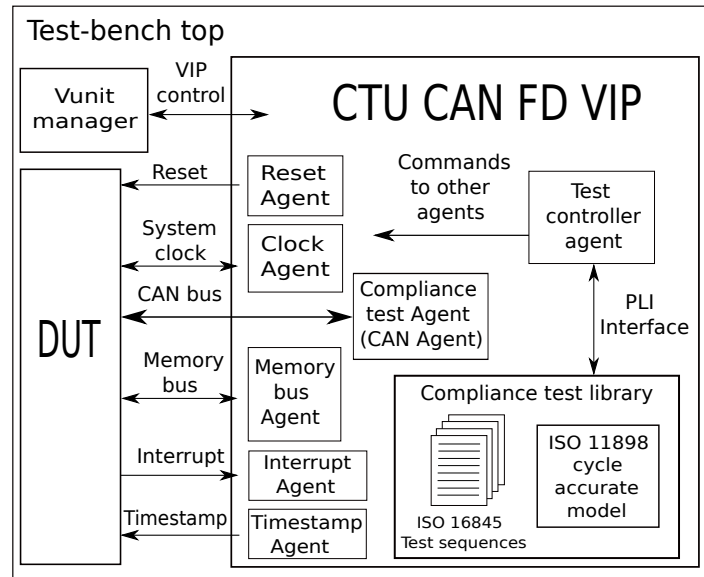 Test-bench top
Vunit
manager
VIP
control
CTU CAN FD VIP
Reset
Reset
Agent
Commands
to other
agents
Test
controller
agent
System
clock
Clock
Agent
CAN bus
Compliance
test Agent
(CAN Agent)
PLI
Interface
DUT
Memory
bus
Memory
bus Agent
Compliance test library
ISO 16845
Test sequences
ISO 11898
cycle
accurate
model
Interrupt
Interrupt
Agent
Timestamp
Timestamp
Agent